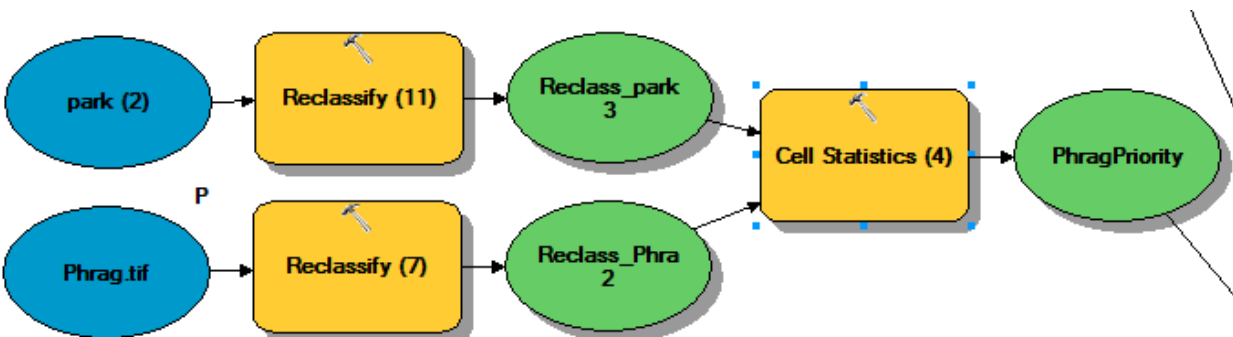 park (2)
Reclassify (11)
Reclass_park
3
Cell Statistics (4)
PhragPriority
P
Phrag.tif
Reclassify (7)
Reclass_Phra
2